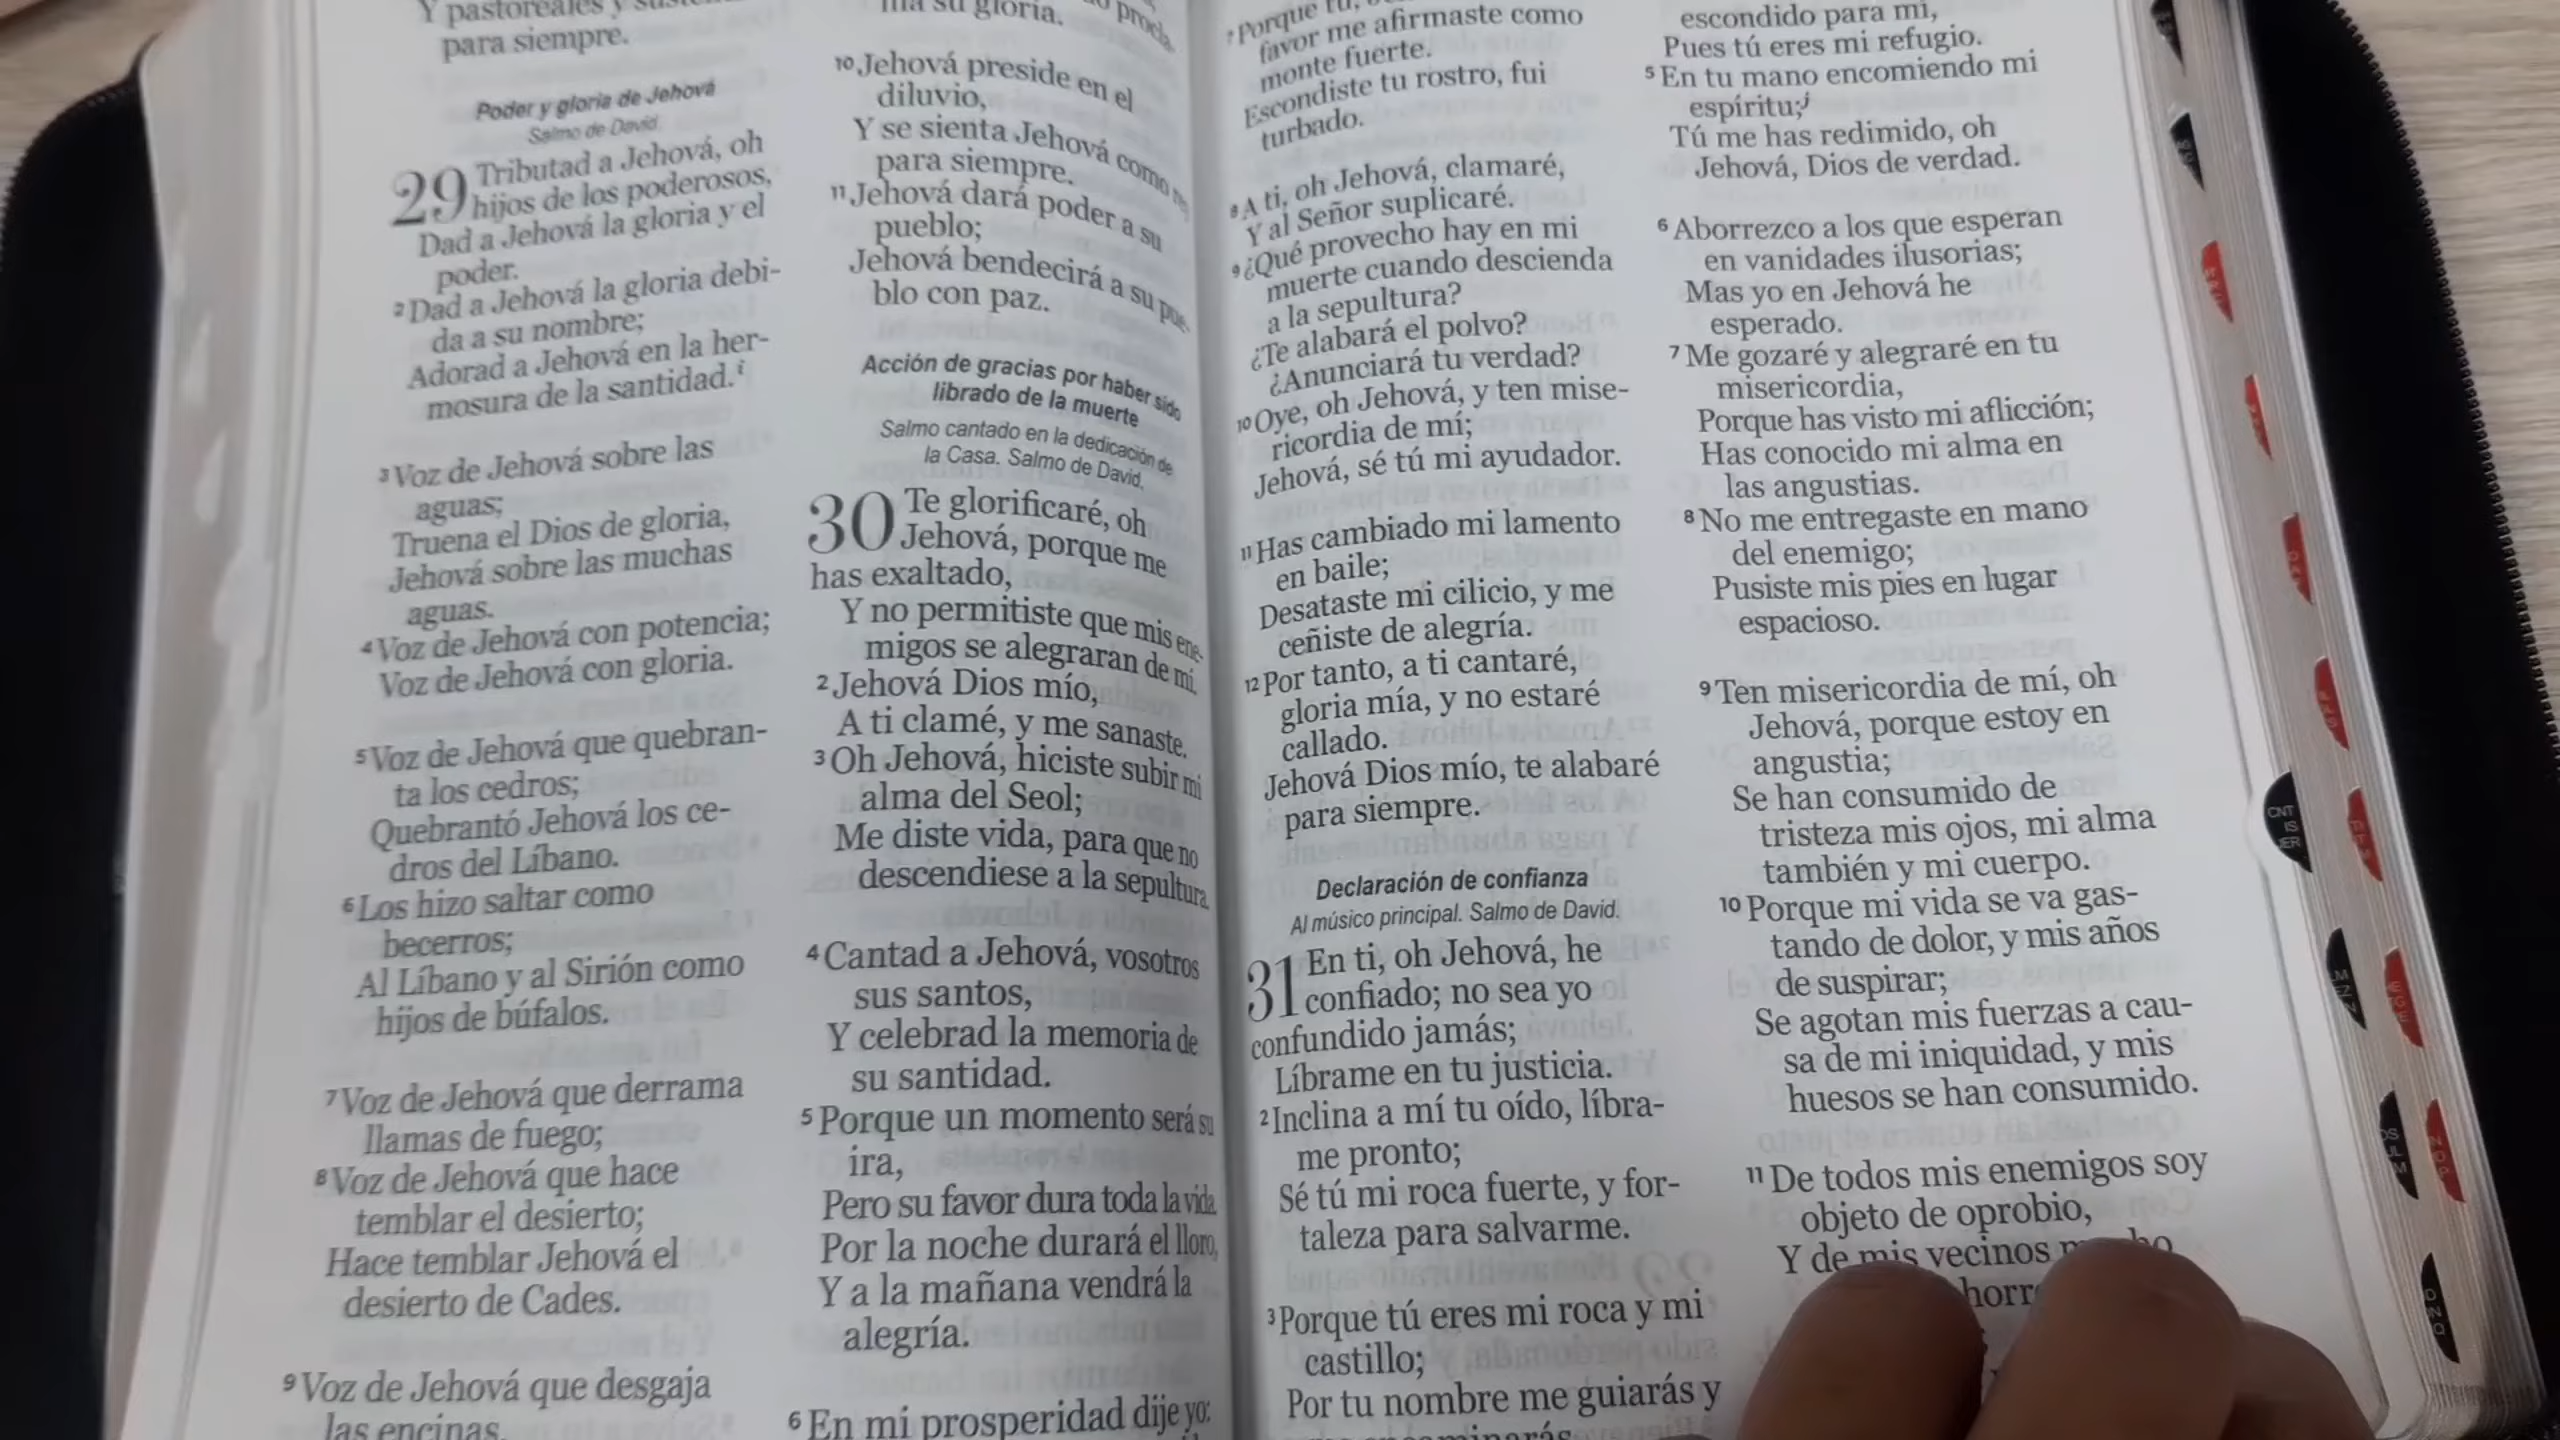 Y pastoreales y
para siempre.
Poder y gloria de Jehová
Salmo de David.
29 Tributad a Jehová, oh
hijos de los poderosos,
Dad a Jehová la gloria y el
poder.
2 Dad a Jehová la gloria debi-
da a su nombre;
Adorad a Jehová en la her-
mosura de la santidad.i
3 Voz de Jehová sobre las
aguas;
Truena el Dios de gloria,
Jehová sobre las muchas
aguas.
4 Voz de Jehová con potencia;
Voz de Jehová con gloria.
5 Voz de Jehová que quebran-
ta los cedros;
Quebrantó Jehová los ce-
dros del Líbano.
6 Los hizo saltar como
becerros;
Al Líbano y al Sirión como
hijos de búfalos.
7 Voz de Jehová que derrama
llamas de fuego;
8 Voz de Jehová que hace
temblar el desierto;
Hace temblar Jehová el
desierto de Cades.
9 Voz de Jehová que desgaja
las encinas,
su gloria.
10 Jehová preside en el
diluvio,
Y se sienta Jehová como
para siempre.
11 Jehová dará poder a su
pueblo;
Jehová bendecirá a su pue-
blo con paz.
Acción de gracias por haber sido
librado de la muerte
Salmo cantado en la dedicación de
la Casa. Salmo de David.
30 Te glorificaré, oh
Jehová, porque me
has exaltado,
Y no permitiste que mis ene-
migos se alegraran de mí.
2 Jehová Dios mío,
A ti clamé, y me sanaste.
3 Oh Jehová, hiciste subir mi
alma del Seol;
Me diste vida, para que no
descendiese a la sepultura.
4 Cantad a Jehová, vosotros
sus santos,
Y celebrad la memoria de
su santidad.
5 Porque un momento será su
ira,
Pero su favor dura toda la vida.
Por la noche durará el lloro,
Y a la mañana vendrá la
alegría.
6 En mi prosperidad dije yo:
7 Porque tú,
favor me afirmaste como
monte fuerte.
Escondiste tu rostro, fui
turbado.
8 A ti, oh Jehová, clamaré,
Y al Señor suplicaré.
9 ¿Qué provecho hay en mi
muerte cuando descienda
a la sepultura?
¿Te alabará el polvo?
¿Anunciará tu verdad?
10 Oye, oh Jehová, y ten mise-
ricordia de mí;
Jehová, sé tú mi ayudador.
11 Has cambiado mi lamento
en baile;
Desataste mi cilicio, y me
ceñiste de alegría.
12 Por tanto, a ti cantaré,
gloria mía, y no estaré
callado.
Jehová Dios mío, te alabaré
para siempre.
Declaración de confianza
Al músico principal. Salmo de David.
31 En ti, oh Jehová, he
confiado; no sea yo
confundido jamás;
Líbrame en tu justicia.
2 Inclina a mí tu oído, líbra-
me pronto;
Sé tú mi roca fuerte, y for-
taleza para salvarme.
3 Porque tú eres mi roca y mi
castillo;
Por tu nombre me guiarás y
escondido para mí,
Pues tú eres mi refugio.
5 En tu mano encomiendo mi
espíritu;j
Tú me has redimido, oh
Jehová, Dios de verdad.
6 Aborrezco a los que esperan
en vanidades ilusorias;
Mas yo en Jehová he
esperado.
7 Me gozaré y alegraré en tu
misericordia,
Porque has visto mi aflicción;
Has conocido mi alma en
las angustias.
8 No me entregaste en mano
del enemigo;
Pusiste mis pies en lugar
espacioso.
9 Ten misericordia de mí, oh
Jehová, porque estoy en
angustia;
Se han consumido de
tristeza mis ojos, mi alma
también y mi cuerpo.
10 Porque mi vida se va gas-
tando de dolor, y mis años
de suspirar;
Se agotan mis fuerzas a cau-
sa de mi iniquidad, y mis
huesos se han consumido.
11 De todos mis enemigos soy
objeto de oprobio,
Y de mis vecinos